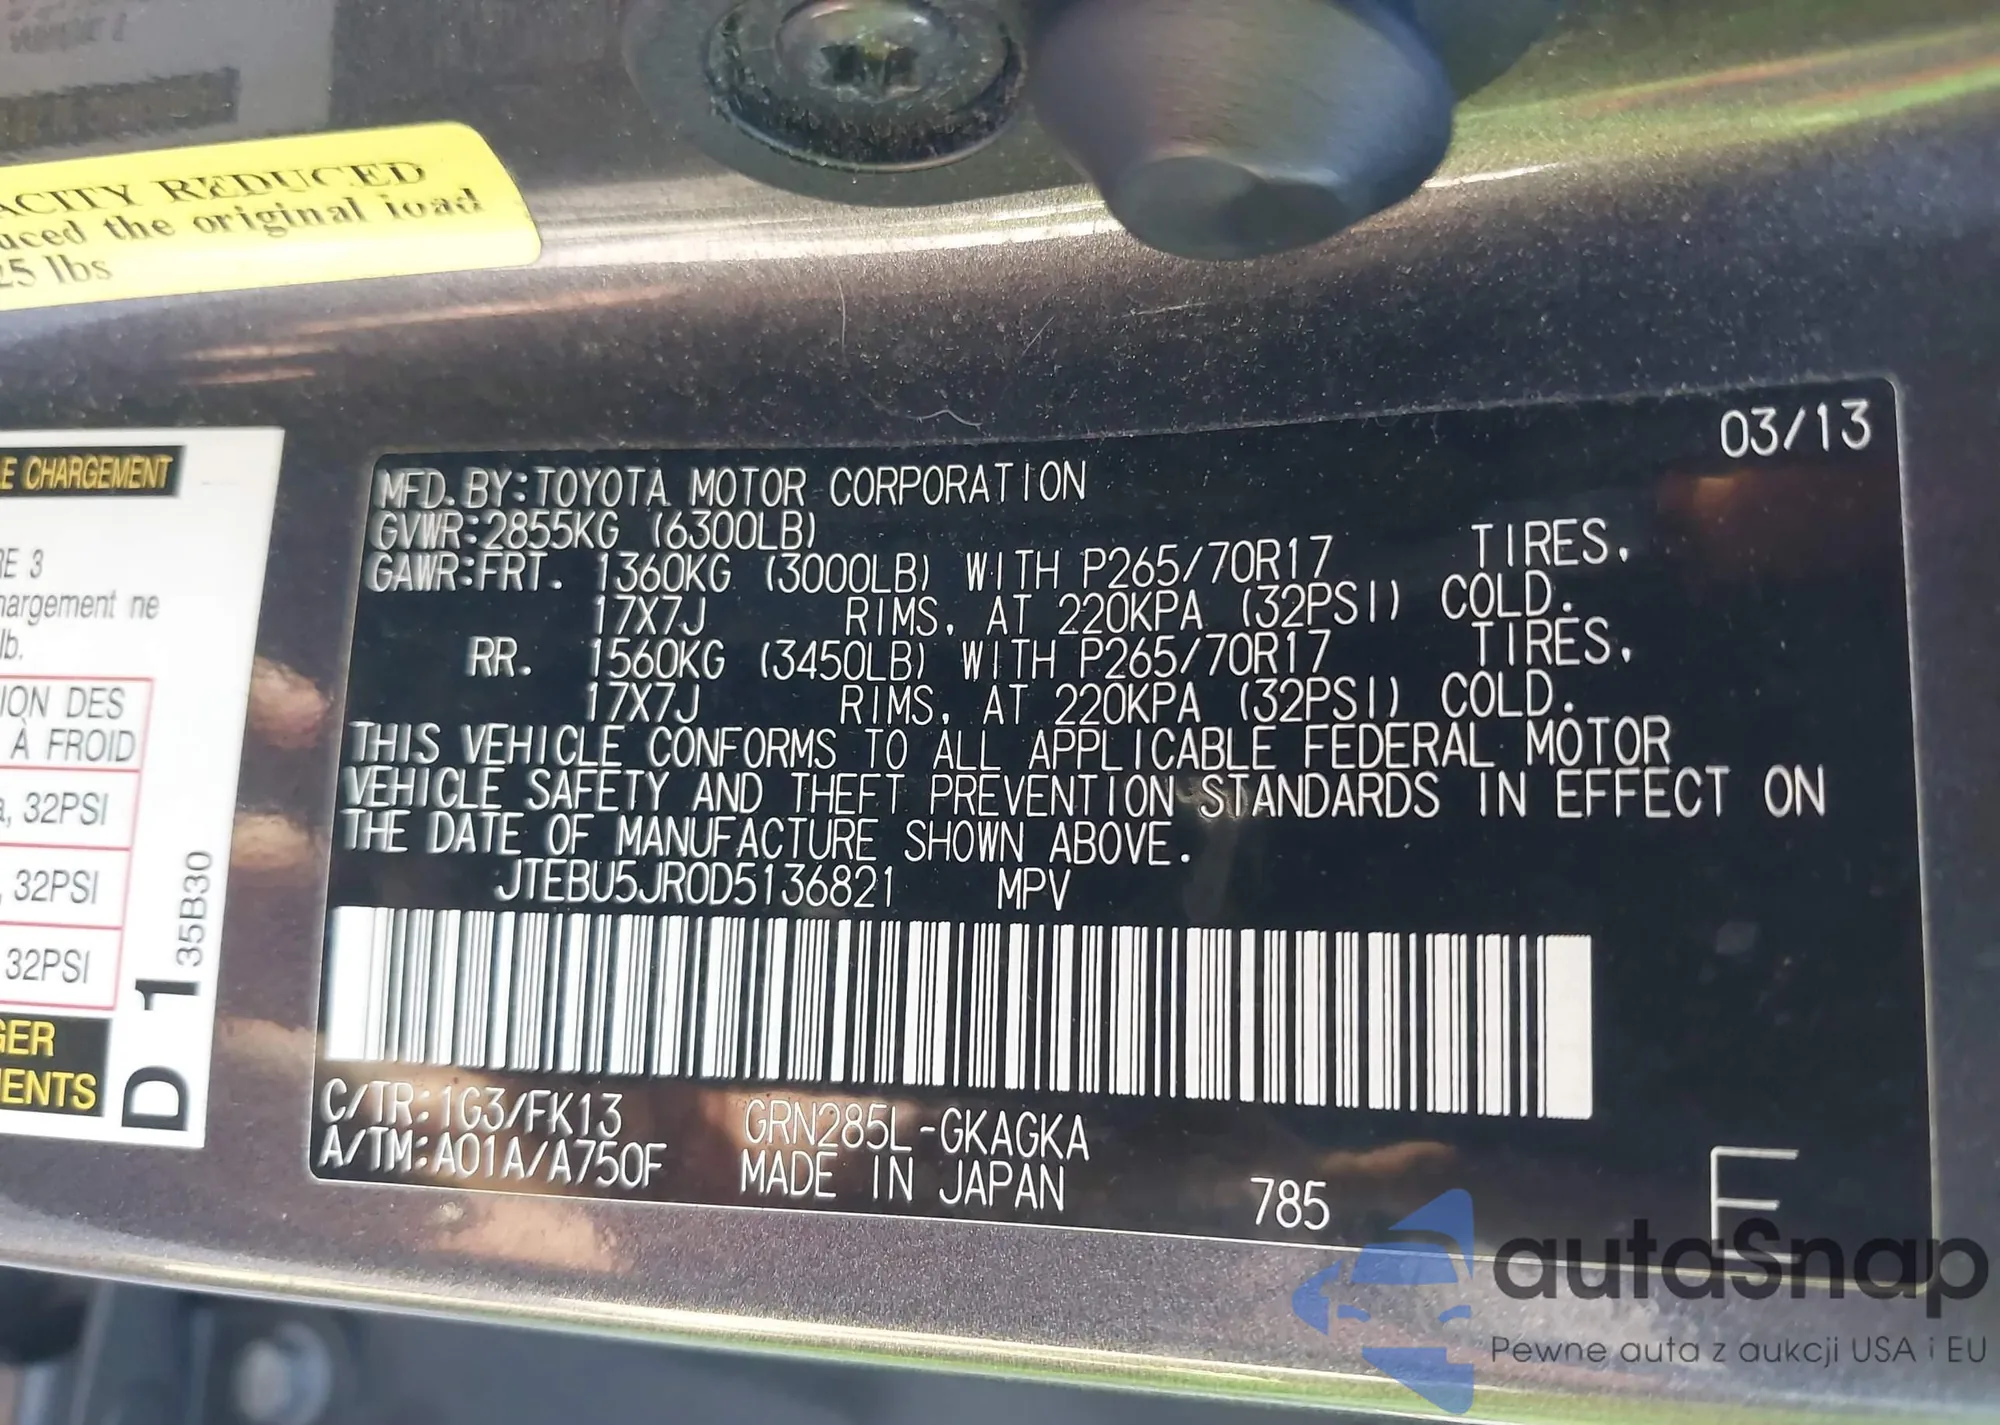 ACITY REDUCED
uced the original load
25 lbs
LE CHARGEMENT
RE 3
hargement ne
lb.
ION DES
À FROID
a, 32PSI
, 32PSI
32PSI
GER
ENTS
D 1
35B30
03/13
MFD. BY: TOYOTA MOTOR CORPORATION
GVWR: 2855KG (6300LB)
GAWR: FRT. 1360KG (3000LB) WITH P265/70R17 TIRES,
17X7J RIMS, AT 220KPA (32PSI) COLD.
RR. 1560KG (3450LB) WITH P265/70R17 TIRES,
17X7J RIMS, AT 220KPA (32PSI) COLD.
THIS VEHICLE CONFORMS TO ALL APPLICABLE FEDERAL MOTOR
VEHICLE SAFETY AND THEFT PREVENTION STANDARDS IN EFFECT ON
THE DATE OF MANUFACTURE SHOWN ABOVE.
JTEBU5JR0D5136821 MPV
C/TR: 1G3/FK13 GRN285L-GKAGKA
A/TM: A01A/A750F MADE IN JAPAN 785 E
autoSnap
Pewne auta z aukcji USA i EU